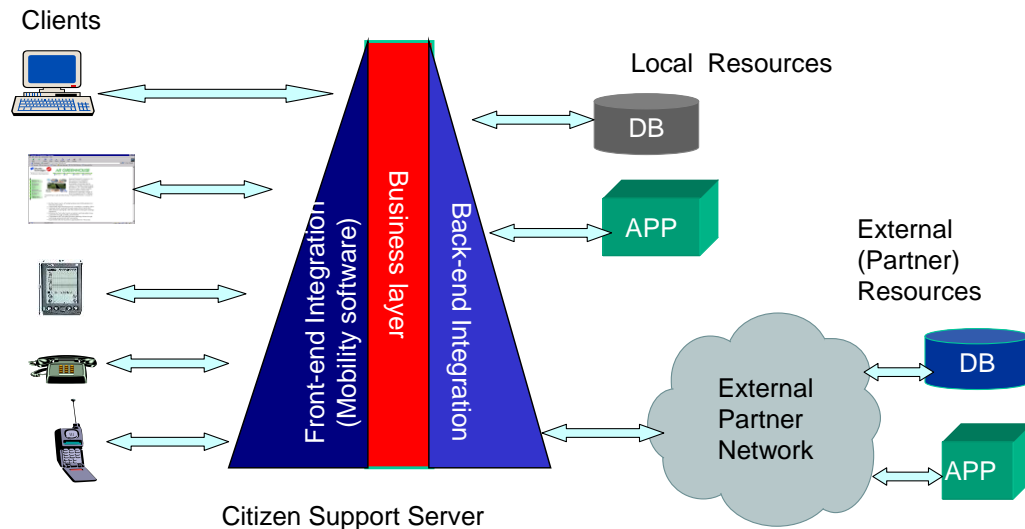 Clients
Local  Resources
DB
APP
External
(Partner)
Resources
Front-end Integration
(Mobility software)
Business layer
Back-end Integration
External
Partner
Network
DB
APP
Citizen Support Server